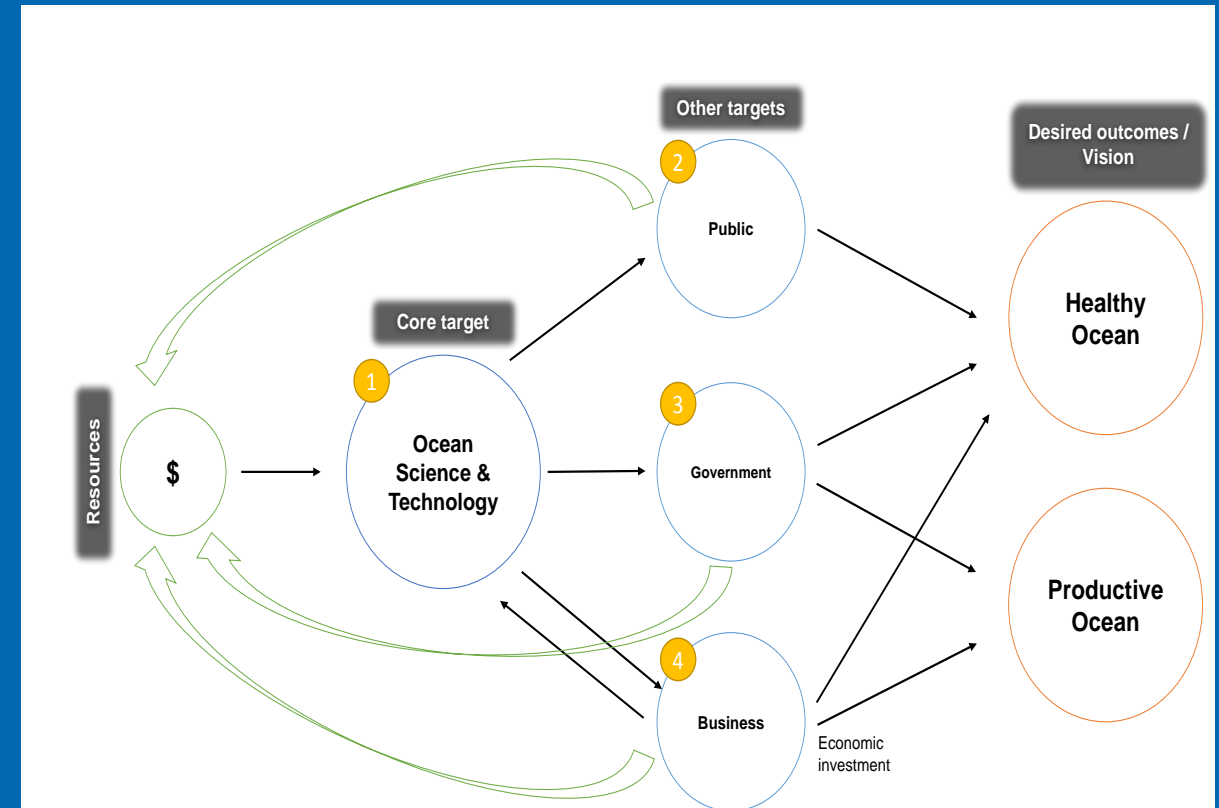 Other targets
Desired outcomes /
Vision
2
Public
Healthy
Ocean
Core target
1
Ocean
Science &
Technology
Resources
$
3
Government
Productive
Ocean
4
Business
Economic
investment